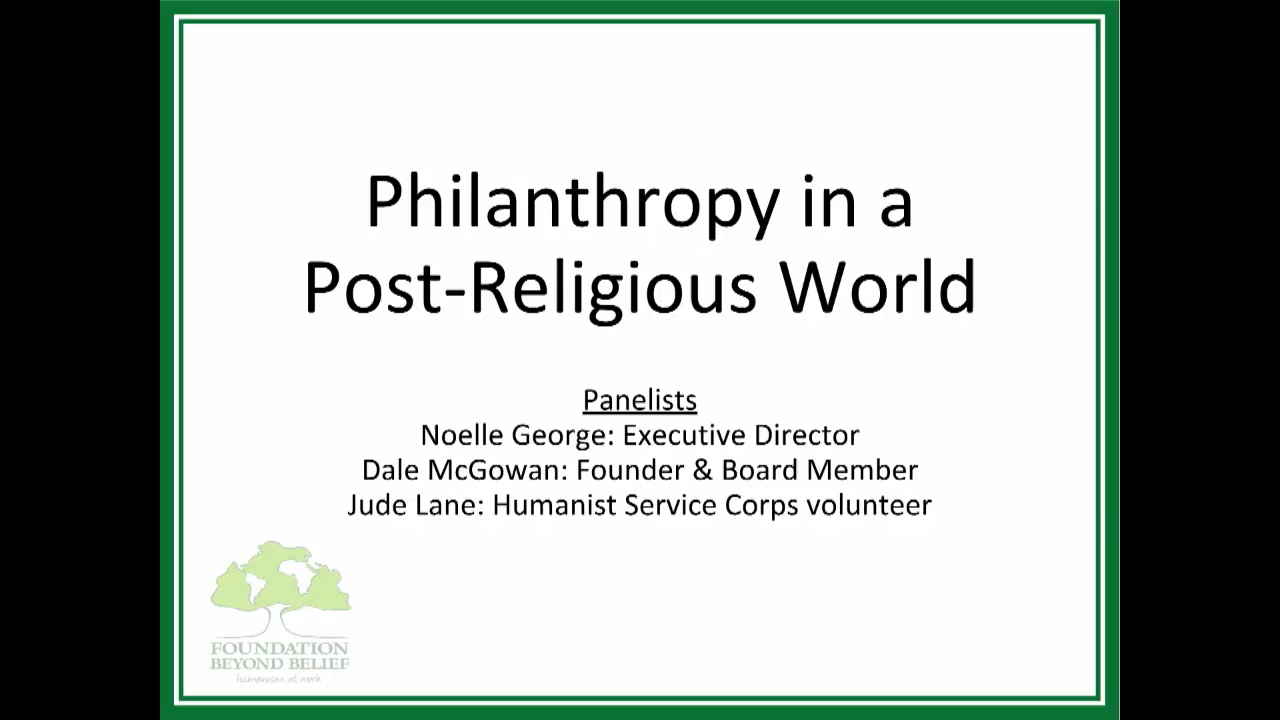 Philanthropy in a
Post-Religious World
Panelists
Noelle George: Executive Director
Dale McGowan: Founder & Board Member
Jude Lane: Humanist Service Corps volunteer
FOUNDATION
BEYOND BELIEF
humanism at work